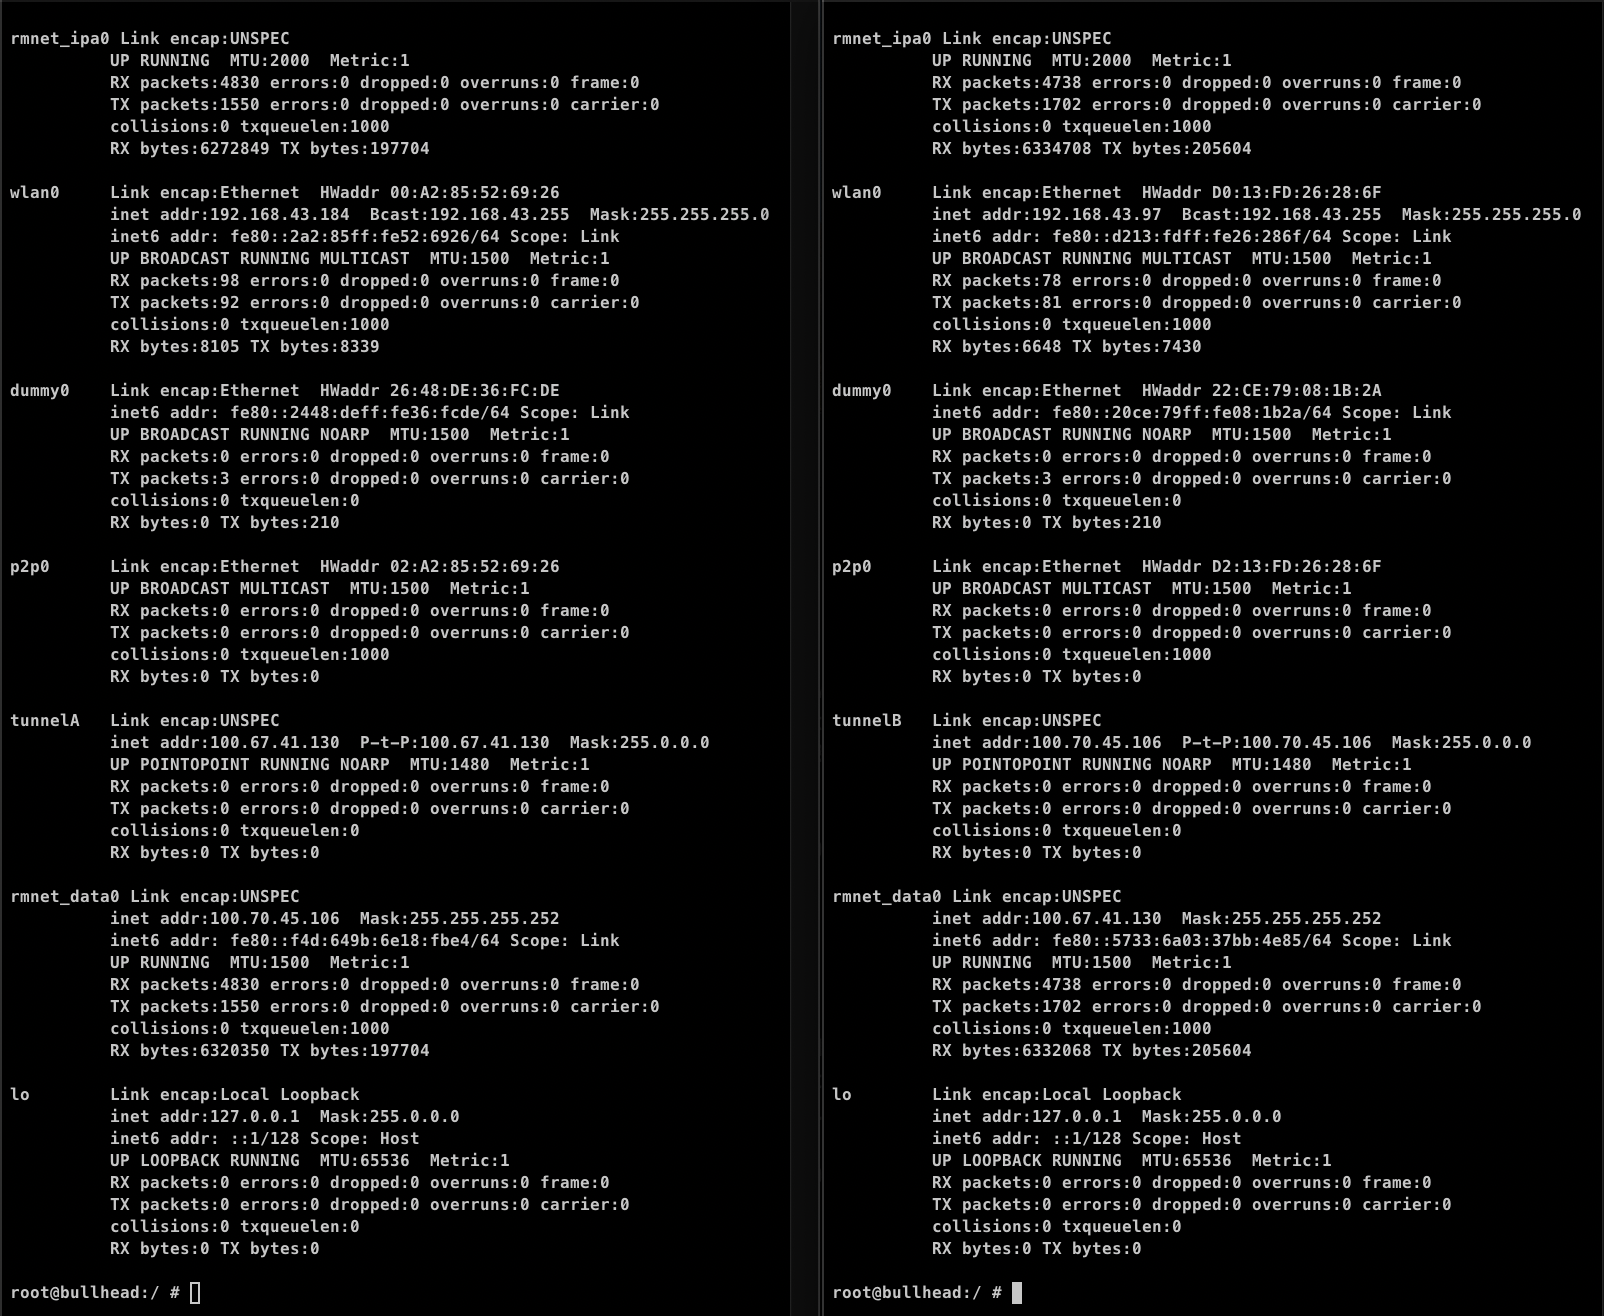 rmnet_ipa0 Link encap:UNSPEC
UP RUNNING  MTU:2000  Metric:1
RX packets:4830 errors:0 dropped:0 overruns:0 frame:0
TX packets:1550 errors:0 dropped:0 overruns:0 carrier:0
collisions:0 txqueuelen:1000
RX bytes:6272849 TX bytes:197704
wlan0     Link encap:Ethernet  HWaddr 00:A2:85:52:69:26
inet addr:192.168.43.184  Bcast:192.168.43.255  Mask:255.255.255.0
inet6 addr: fe80::2a2:85ff:fe52:6926/64 Scope: Link
UP BROADCAST RUNNING MULTICAST  MTU:1500  Metric:1
RX packets:98 errors:0 dropped:0 overruns:0 frame:0
TX packets:92 errors:0 dropped:0 overruns:0 carrier:0
collisions:0 txqueuelen:1000
RX bytes:8105 TX bytes:8339
dummy0    Link encap:Ethernet  HWaddr 26:48:DE:36:FC:DE
inet6 addr: fe80::2448:deff:fe36:fcde/64 Scope: Link
UP BROADCAST RUNNING NOARP  MTU:1500  Metric:1
RX packets:0 errors:0 dropped:0 overruns:0 frame:0
TX packets:3 errors:0 dropped:0 overruns:0 carrier:0
collisions:0 txqueuelen:0
RX bytes:0 TX bytes:210
p2p0      Link encap:Ethernet  HWaddr 02:A2:85:52:69:26
UP BROADCAST MULTICAST  MTU:1500  Metric:1
RX packets:0 errors:0 dropped:0 overruns:0 frame:0
TX packets:0 errors:0 dropped:0 overruns:0 carrier:0
collisions:0 txqueuelen:1000
RX bytes:0 TX bytes:0
tunnelA   Link encap:UNSPEC
inet addr:100.67.41.130  P-t-P:100.67.41.130  Mask:255.0.0.0
UP POINTOPOINT RUNNING NOARP  MTU:1480  Metric:1
RX packets:0 errors:0 dropped:0 overruns:0 frame:0
TX packets:0 errors:0 dropped:0 overruns:0 carrier:0
collisions:0 txqueuelen:0
RX bytes:0 TX bytes:0
rmnet_data0 Link encap:UNSPEC
inet addr:100.70.45.106  Mask:255.255.255.252
inet6 addr: fe80::f4d:649b:6e18:fbe4/64 Scope: Link
UP RUNNING  MTU:1500  Metric:1
RX packets:4830 errors:0 dropped:0 overruns:0 frame:0
TX packets:1550 errors:0 dropped:0 overruns:0 carrier:0
collisions:0 txqueuelen:1000
RX bytes:6320350 TX bytes:197704
lo        Link encap:Local Loopback
inet addr:127.0.0.1  Mask:255.0.0.0
inet6 addr: ::1/128 Scope: Host
UP LOOPBACK RUNNING  MTU:65536  Metric:1
RX packets:0 errors:0 dropped:0 overruns:0 frame:0
TX packets:0 errors:0 dropped:0 overruns:0 carrier:0
collisions:0 txqueuelen:0
RX bytes:0 TX bytes:0
root@bullhead:/ #
rmnet_ipa0 Link encap:UNSPEC
UP RUNNING  MTU:2000  Metric:1
RX packets:4738 errors:0 dropped:0 overruns:0 frame:0
TX packets:1702 errors:0 dropped:0 overruns:0 carrier:0
collisions:0 txqueuelen:1000
RX bytes:6334708 TX bytes:205604
wlan0     Link encap:Ethernet  HWaddr D0:13:FD:26:28:6F
inet addr:192.168.43.97  Bcast:192.168.43.255  Mask:255.255.255.0
inet6 addr: fe80::d213:fdff:fe26:286f/64 Scope: Link
UP BROADCAST RUNNING MULTICAST  MTU:1500  Metric:1
RX packets:78 errors:0 dropped:0 overruns:0 frame:0
TX packets:81 errors:0 dropped:0 overruns:0 carrier:0
collisions:0 txqueuelen:1000
RX bytes:6648 TX bytes:7430
dummy0    Link encap:Ethernet  HWaddr 22:CE:79:08:1B:2A
inet6 addr: fe80::20ce:79ff:fe08:1b2a/64 Scope: Link
UP BROADCAST RUNNING NOARP  MTU:1500  Metric:1
RX packets:0 errors:0 dropped:0 overruns:0 frame:0
TX packets:3 errors:0 dropped:0 overruns:0 carrier:0
collisions:0 txqueuelen:0
RX bytes:0 TX bytes:210
p2p0      Link encap:Ethernet  HWaddr D2:13:FD:26:28:6F
UP BROADCAST MULTICAST  MTU:1500  Metric:1
RX packets:0 errors:0 dropped:0 overruns:0 frame:0
TX packets:0 errors:0 dropped:0 overruns:0 carrier:0
collisions:0 txqueuelen:1000
RX bytes:0 TX bytes:0
tunnelB   Link encap:UNSPEC
inet addr:100.70.45.106  P-t-P:100.70.45.106  Mask:255.0.0.0
UP POINTOPOINT RUNNING NOARP  MTU:1480  Metric:1
RX packets:0 errors:0 dropped:0 overruns:0 frame:0
TX packets:0 errors:0 dropped:0 overruns:0 carrier:0
collisions:0 txqueuelen:0
RX bytes:0 TX bytes:0
rmnet_data0 Link encap:UNSPEC
inet addr:100.67.41.130  Mask:255.255.255.252
inet6 addr: fe80::5733:6a03:37bb:4e85/64 Scope: Link
UP RUNNING  MTU:1500  Metric:1
RX packets:4738 errors:0 dropped:0 overruns:0 frame:0
TX packets:1702 errors:0 dropped:0 overruns:0 carrier:0
collisions:0 txqueuelen:1000
RX bytes:6332068 TX bytes:205604
lo        Link encap:Local Loopback
inet addr:127.0.0.1  Mask:255.0.0.0
inet6 addr: ::1/128 Scope: Host
UP LOOPBACK RUNNING  MTU:65536  Metric:1
RX packets:0 errors:0 dropped:0 overruns:0 frame:0
TX packets:0 errors:0 dropped:0 overruns:0 carrier:0
collisions:0 txqueuelen:0
RX bytes:0 TX bytes:0
root@bullhead:/ #